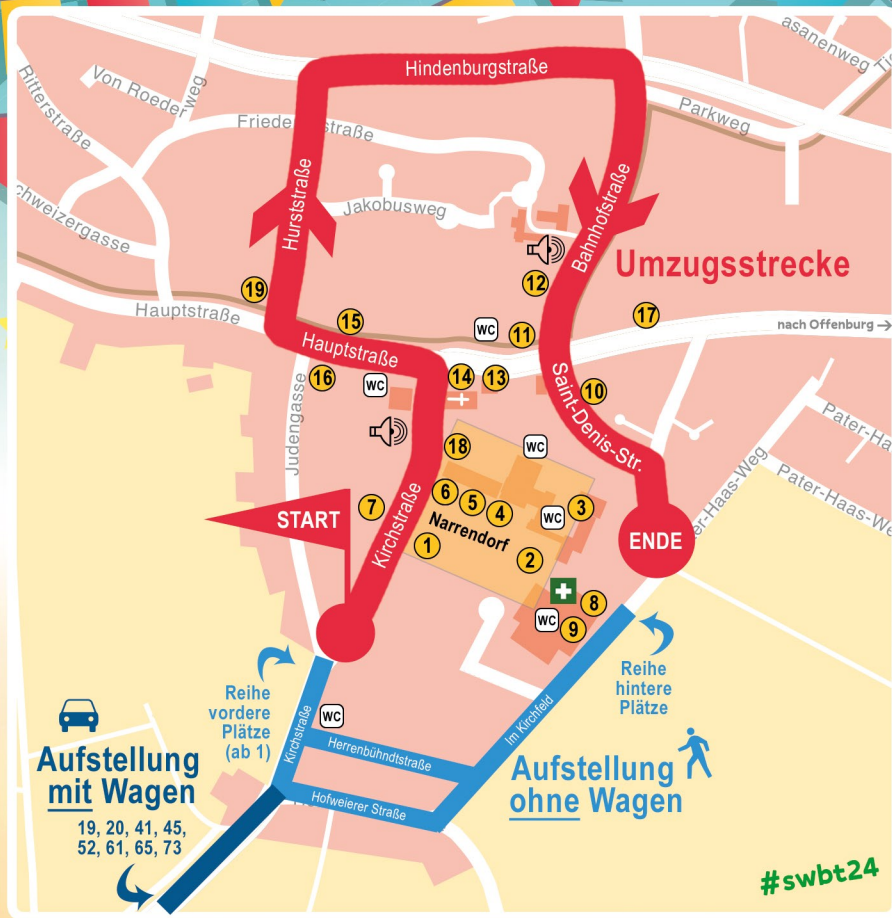 asanenweg
Hindenburgstraße
Von Roederweg
Ritterstraße
Parkweg
Friede straße
Bahnhofstraße
Hurststraße
Jakobusweg
chweizergasse
Umzugsstrecke
12
19
Hauptstraße
15
Hauptstraße
WC
11
17
nach Offenburg
16
WC
14
13
10
Saint-Denis-Str.
Judengasse
18
WC
Pater-Ha
Pater-Haas-We
er-Haas-Weg
6
5
4
3
7
START
Kirchstraße
1
Narrendorf
WC
2
ENDE
8
WC
9
Reihe
vordere
Plätze
(ab 1)
Reihe
hintere
Plätze
WC
Kirchstraße
Herrenbühndtstraße
Im Kirchfeld
Hofweierer Straße
Aufstellung
mit Wagen
19, 20, 41, 45,
52, 61, 65, 73
Aufstellung
ohne Wagen
#swbt24